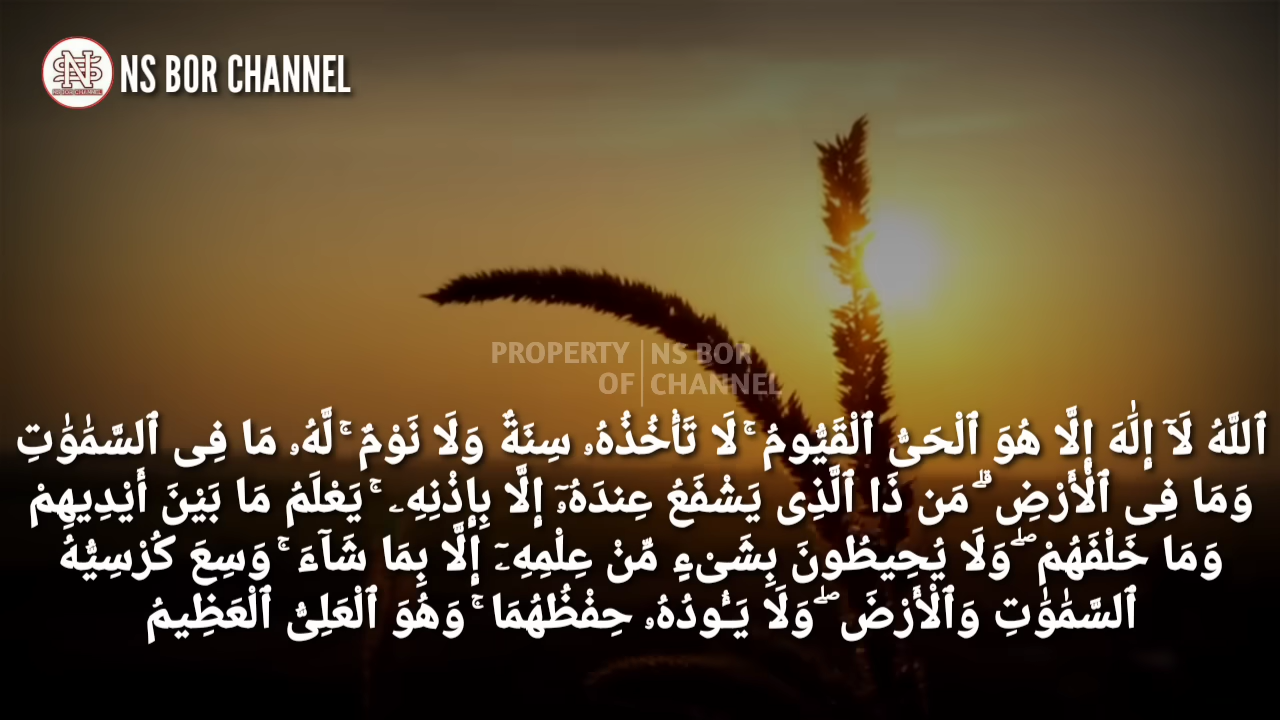 NS BOR CHANNEL
PROPERTY OF
NS BOR CHANNEL
ٱللَّهُ لَآ إِلَٰهَ إِلَّا هُوَ ٱلْحَىُّ ٱلْقَيُّومُ ۚ لَا تَأْخُذُهُۥ سِنَةٌ وَلَا نَوْمٌ ۚ لَّهُۥ مَا فِى ٱلسَّمَٰوَٰتِ
وَمَا فِى ٱلْأَرْضِ ۗ مَن ذَا ٱلَّذِى يَشْفَعُ عِندَهُۥٓ إِلَّا بِإِذْنِهِۦ ۚ يَعْلَمُ مَا بَيْنَ أَيْدِيهِمْ
وَمَا خَلْفَهُمْ ۖ وَلَا يُحِيطُونَ بِشَىْءٍ مِّنْ عِلْمِهِۦٓ إِلَّا بِمَا شَآءَ ۚ وَسِعَ كُرْسِيُّهُ
ٱلسَّمَٰوَٰتِ وَٱلْأَرْضَ ۖ وَلَا يَـُٔودُهُۥ حِفْظُهُمَا ۚ وَهُوَ ٱلْعَلِىُّ ٱلْعَظِيمُ